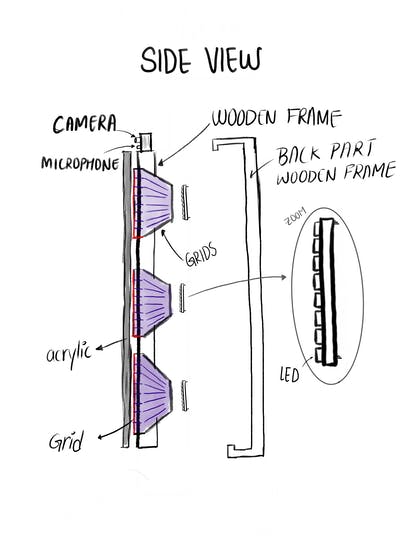 SIDE VIEW
CAMERA
MICROPHONE
WOODEN FRAME
BACK PART
WOODEN FRAME
ZOOM
GRIDS
acrylic
LED
Grid